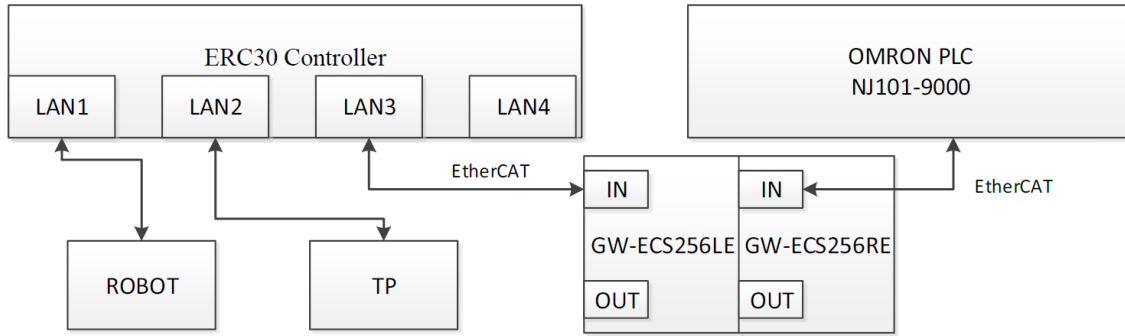 ERC30 Controller
LAN1
LAN2
LAN3
LAN4
OMRON PLC
NJ101-9000
EtherCAT
EtherCAT
IN
IN
GW-ECS256LE
GW-ECS256RE
OUT
OUT
ROBOT
TP